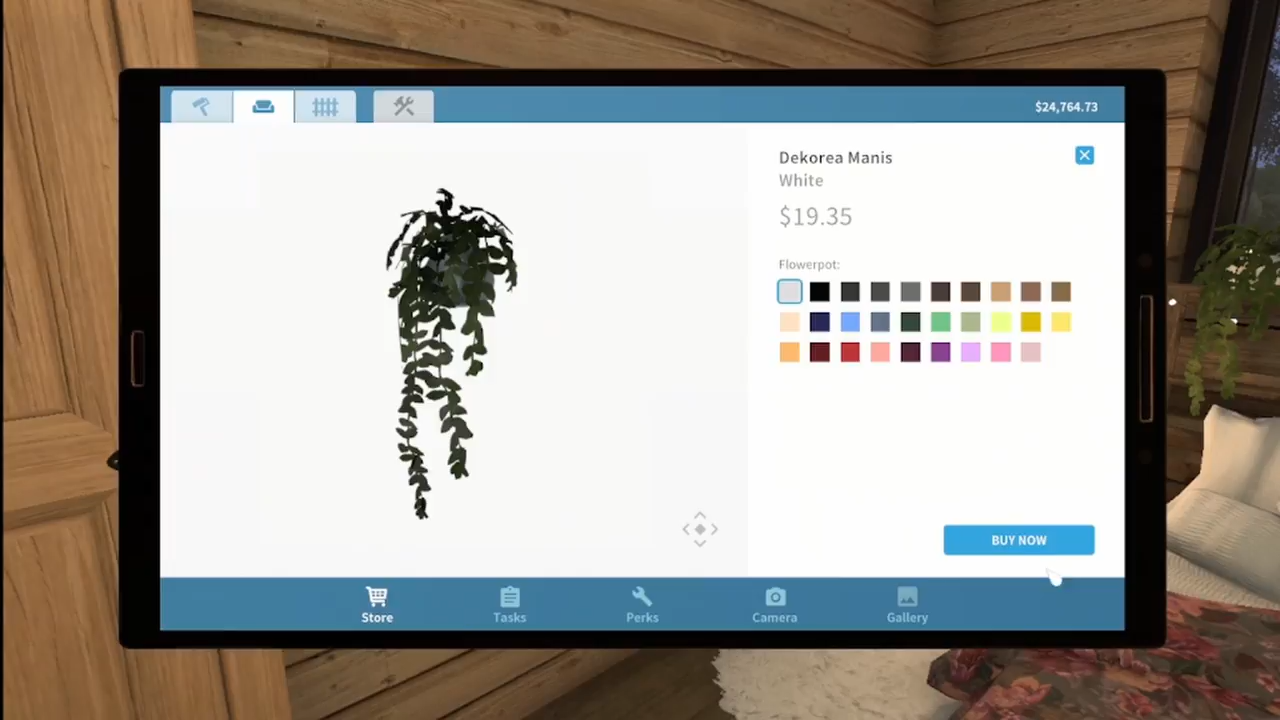 $24,764.73
Dekorea Manis
White
$19.35
Flowerpot:
BUY NOW
Store
Tasks
Perks
Camera
Gallery